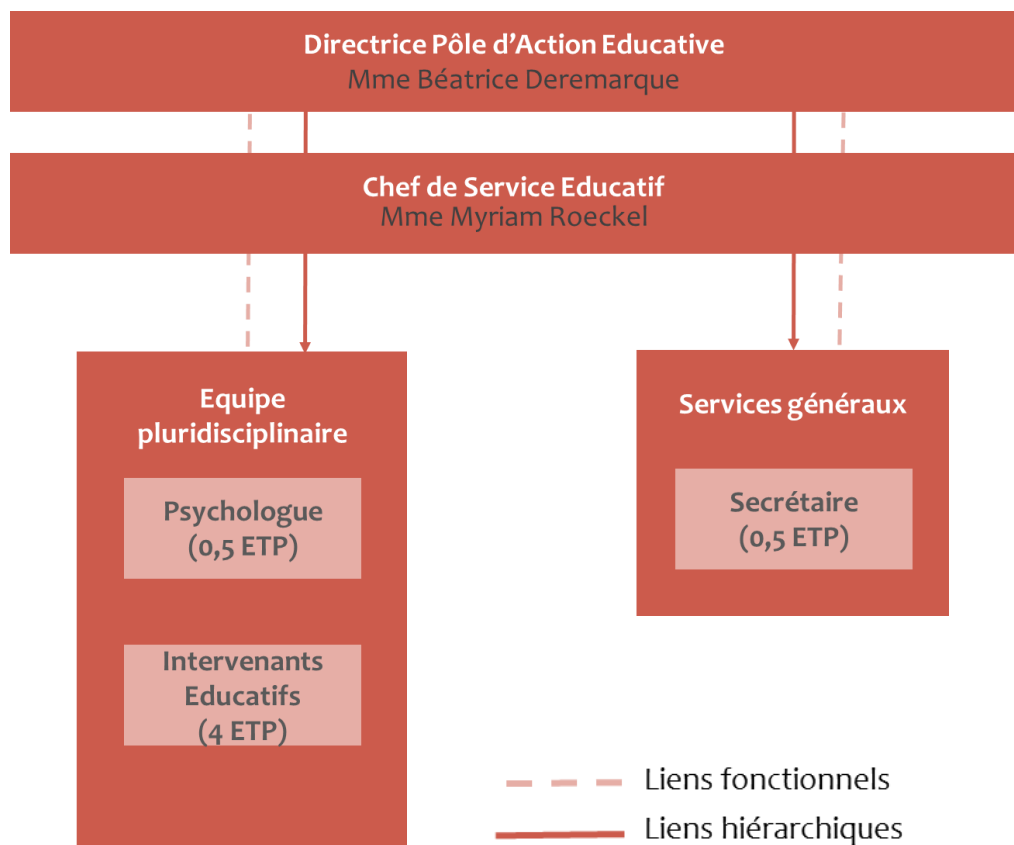 Directrice Pôle d'Action Educative
Mme Béatrice Deremarque
Chef de Service Educatif
Mme Myriam Roeckel
Equipe
pluridisciplinaire
Psychologue
(0,5 ETP)
Intervenants
Educatifs
(4 ETP)
Services généraux
Secrétaire
(0,5 ETP)
Liens fonctionnels
Liens hiérarchiques